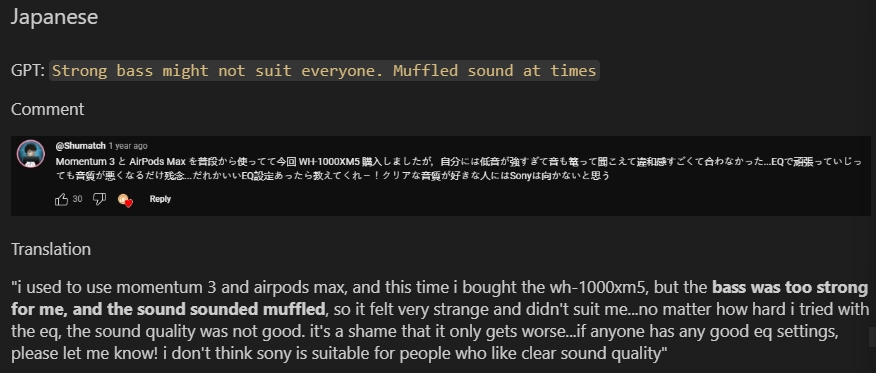 Japanese
GPT: Strong bass might not suit everyone. Muffled sound at times
Comment
@Shumatch 1 year ago
Momentum 3 と AirPods Max を普段から使ってて今回 WH-1000XM5 購入しましたが，自分には低音が強すぎて音も篭って聞こえて違和感すごくて合わなかった...EQで頑張っていじっ
ても音質が悪くなるだけ残念...だれかいいEQ設定あったら教えてくれ－！クリアな音質が好きな人にはSonyは向かないと思う
30 Reply
Translation
"i used to use momentum 3 and airpods max, and this time i bought the wh-1000xm5, but the bass was too strong
for me, and the sound sounded muffled, so it felt very strange and didn't suit me...no matter how hard i tried with
the eq, the sound quality was not good. it's a shame that it only gets worse...if anyone has any good eq settings,
please let me know! i don't think sony is suitable for people who like clear sound quality"